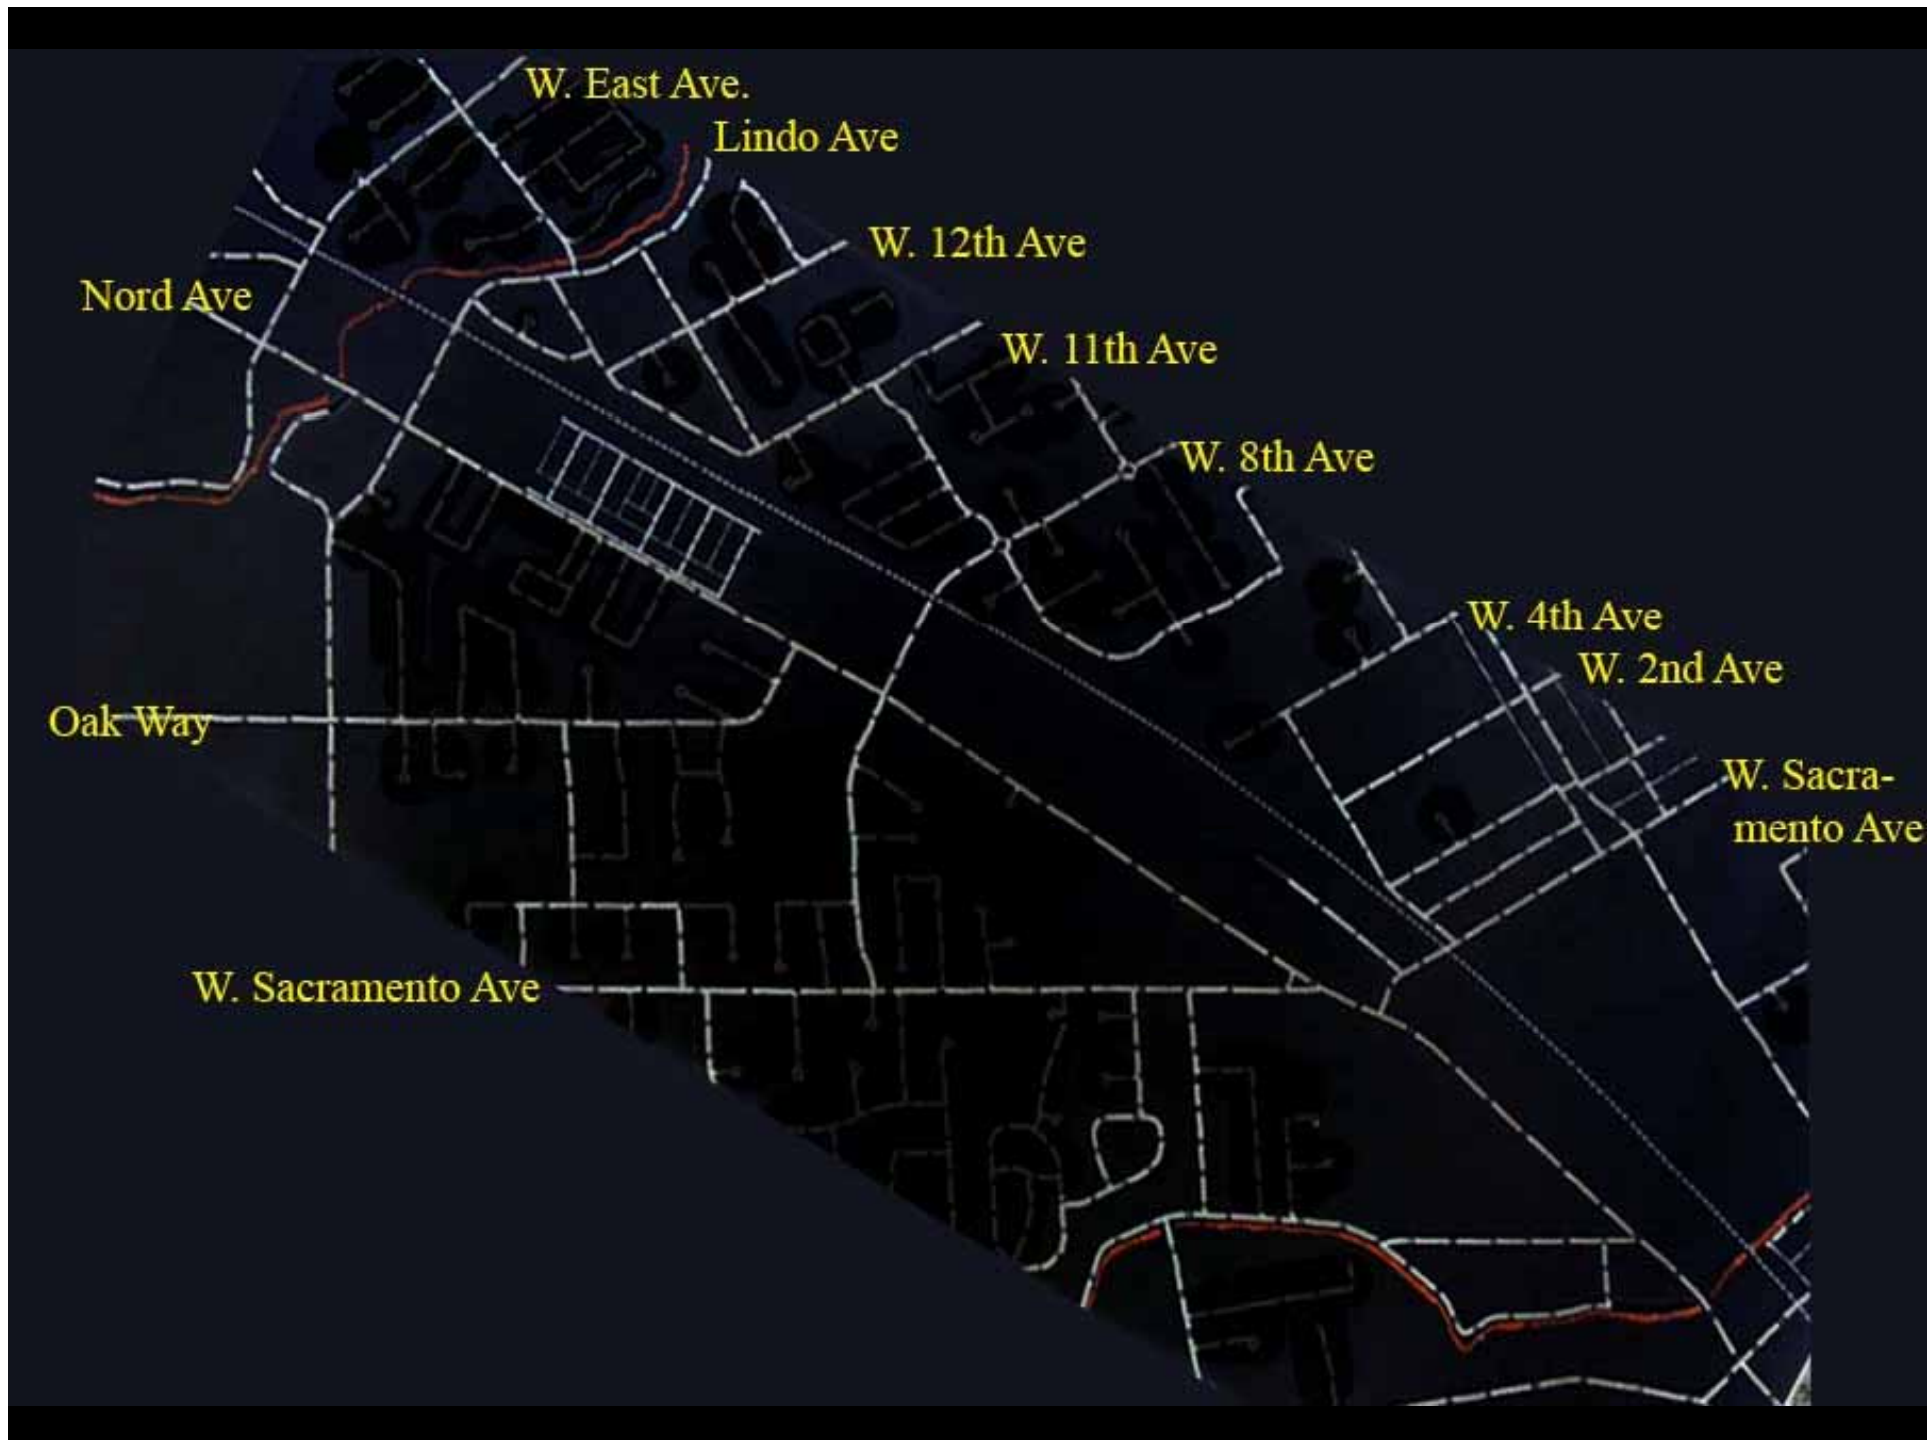 W. East Ave.
Lindo Ave
W. 12th Ave
Nord Ave
W. 11th Ave
W. 8th Ave
W. 4th Ave
W. 2nd Ave
Oak Way
W. Sacra-
mento Ave
W. Sacramento Ave